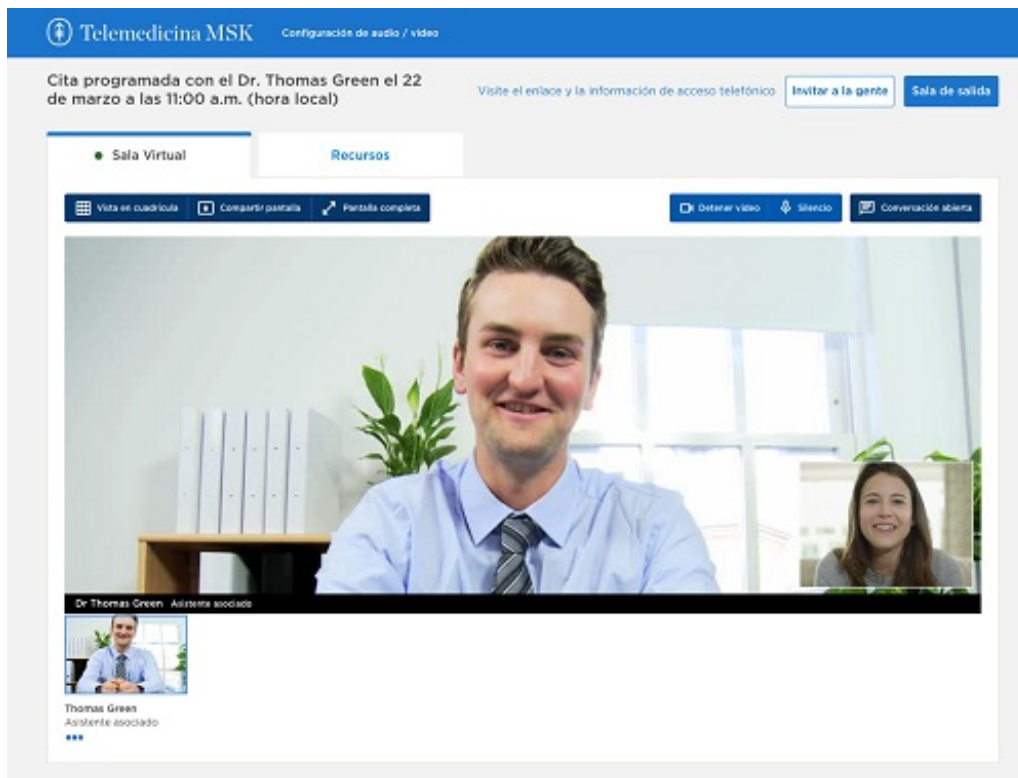 Telemedicina MSK Configuración de audio / video
Cita programada con el Dr. Thomas Green el 22
de marzo a las 11:00 a.m. (hora local)
Visite el enlace y la información de acceso telefónico Invitar a la gente Sala de salida
Sala Virtual Recursos
Vista en cuadrícula Compartir pantalla Pantalla completa Detener video Silencio Conversación abierta
Dr Thomas Green Asistente asociado
Thomas Green
Asistente asociado